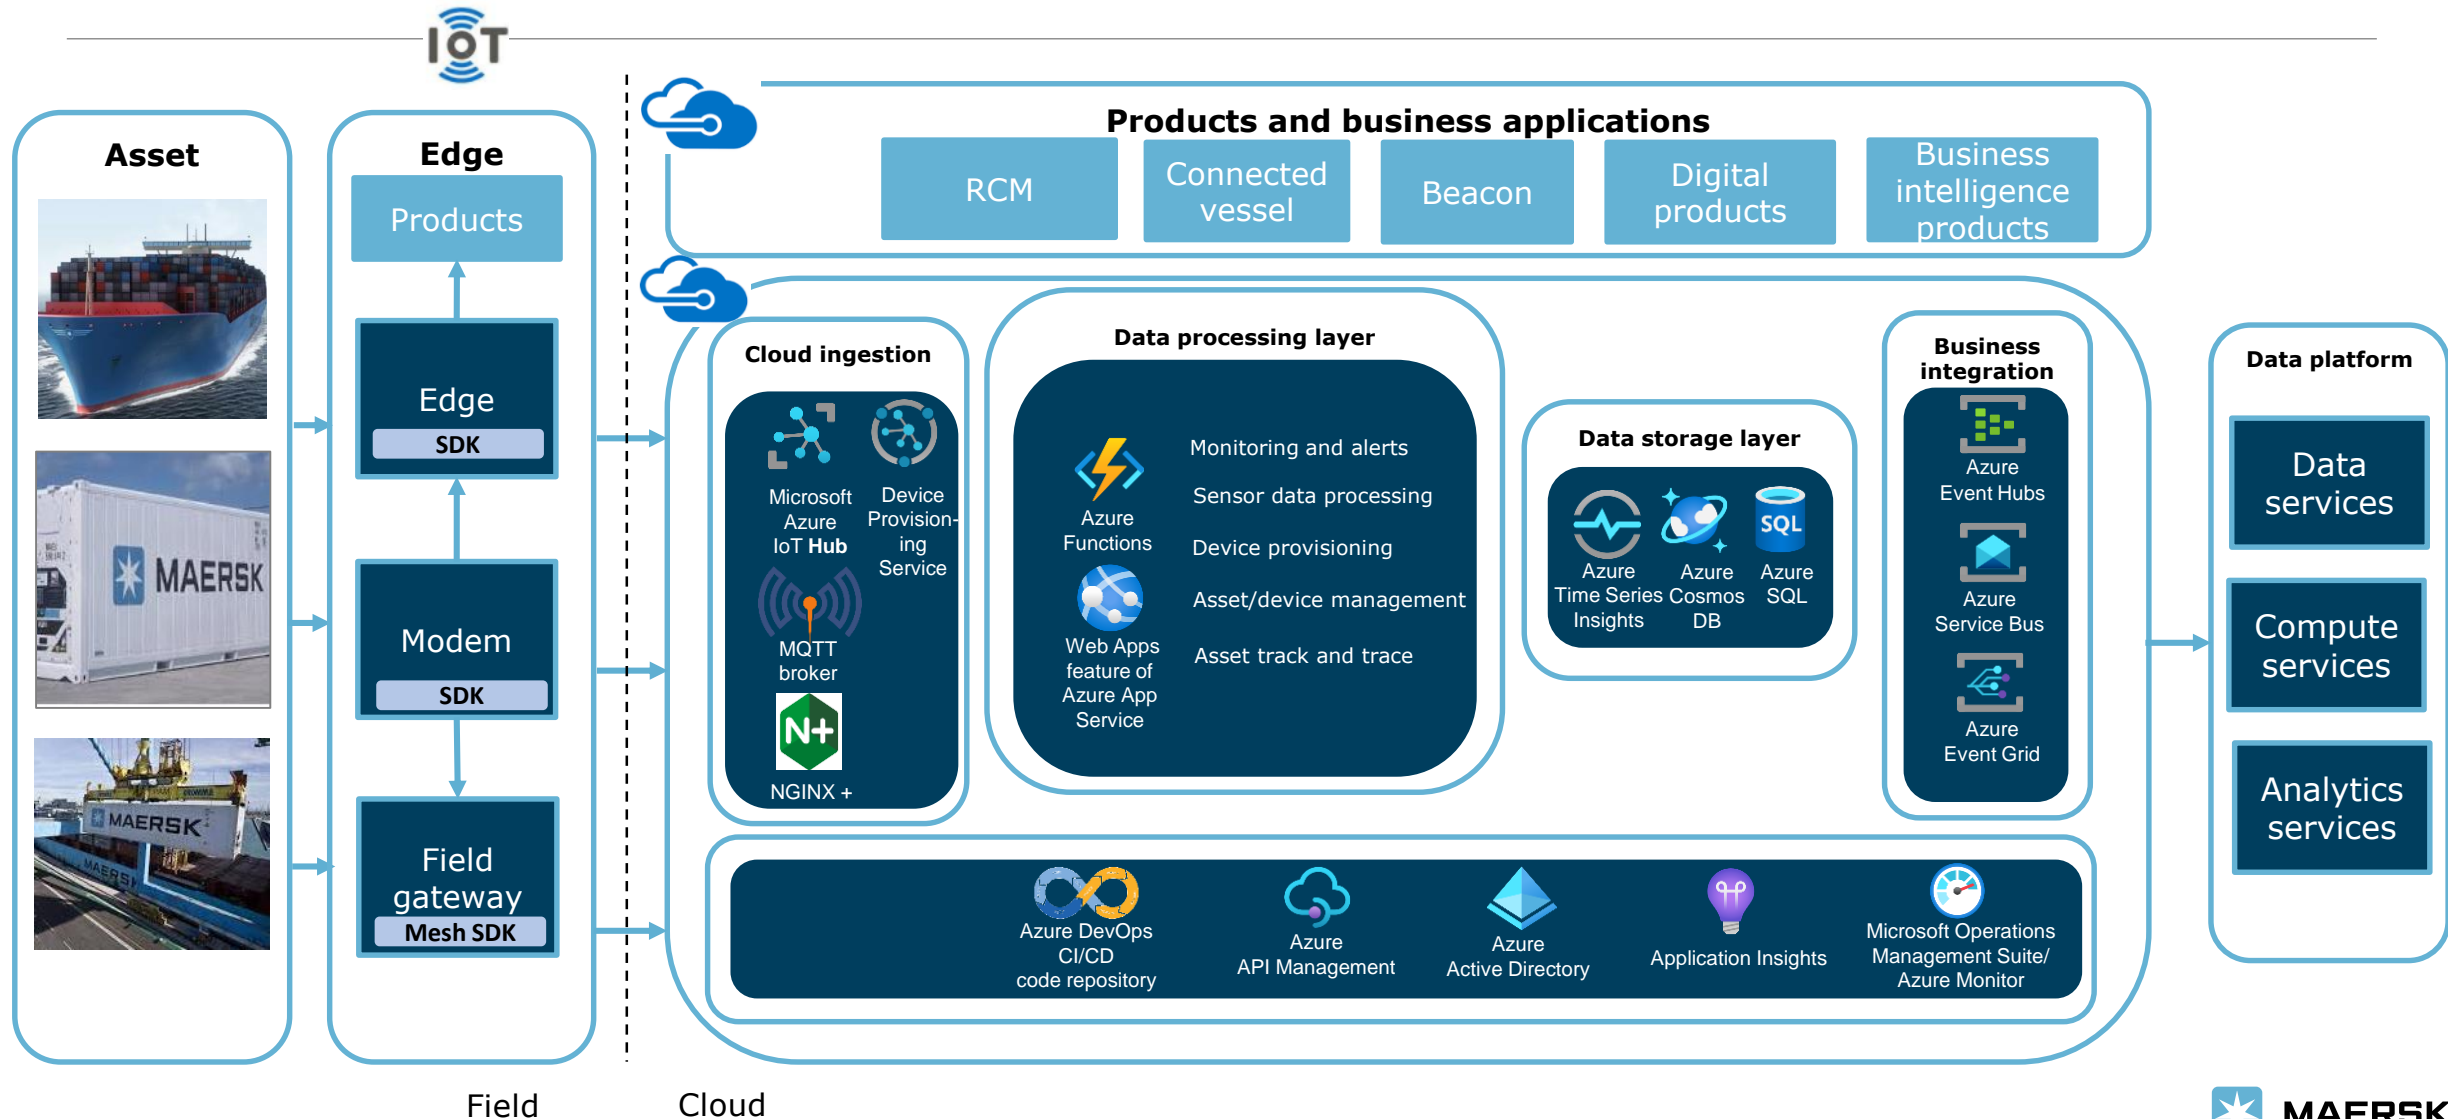 IoT
Asset
MAERSK
MAERSK
MAERSK
Edge
Products
Edge
SDK
Modem
SDK
Field
gateway
Mesh SDK
Products and business applications
RCM
Connected
vessel
Beacon
Digital
products
Business
intelligence
products
Cloud ingestion
Microsoft
Azure
IoT Hub
Device
Provision-
ing
Service
MQTT
broker
N+
NGINX +
Data processing layer
Azure
Functions
Web Apps
feature of
Azure App
Service
Monitoring and alerts
Sensor data processing
Device provisioning
Asset/device management
Asset track and trace
Data storage layer
Azure
Time Series
Insights
Azure
Cosmos
DB
SQL
Azure
SQL
Business
integration
Azure
Event Hubs
Azure
Service Bus
Azure
Event Grid
Azure DevOps
CI/CD
code repository
Azure
API Management
Azure
Active Directory
Application Insights
Microsoft Operations
Management Suite/
Azure Monitor
Data platform
Data
services
Compute
services
Analytics
services
Field
Cloud
MAERSK